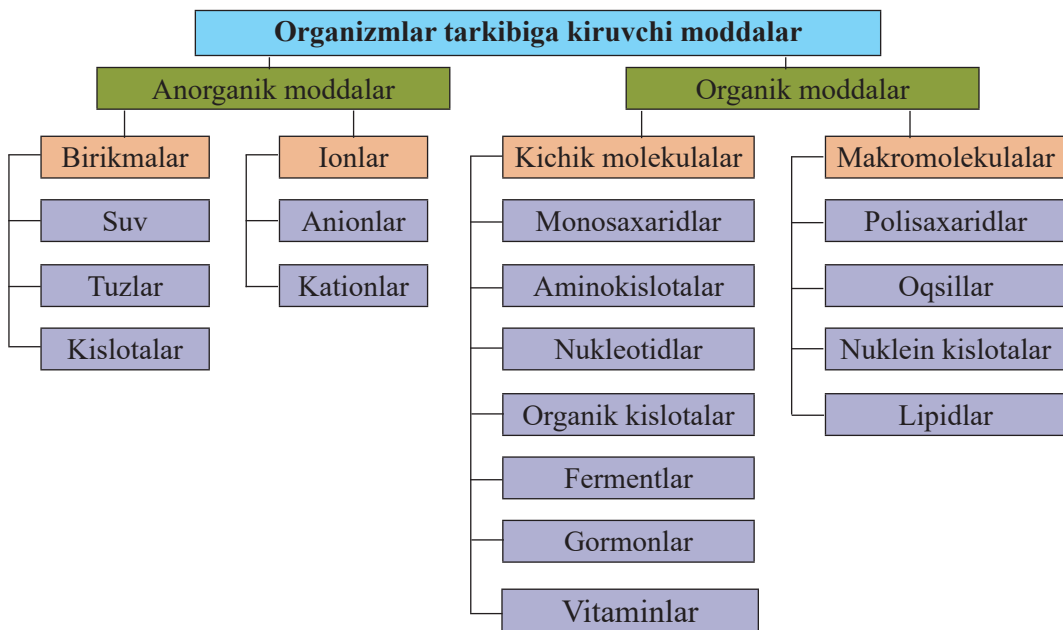 Organizmlar tarkibiga kiruvchi moddalar
Anorganik moddalar
Organik moddalar
Birikmalar
Suv
Tuzlar
Kislotalar
Ionlar
Anionlar
Kationlar
Kichik molekulalar
Monosaxaridlar
Aminokislotalar
Nukleotidlar
Organik kislotalar
Fermentlar
Gormonlar
Vitaminlar
Makromolekulalar
Polisaxaridlar
Oqsillar
Nuklein kislotalar
Lipidlar